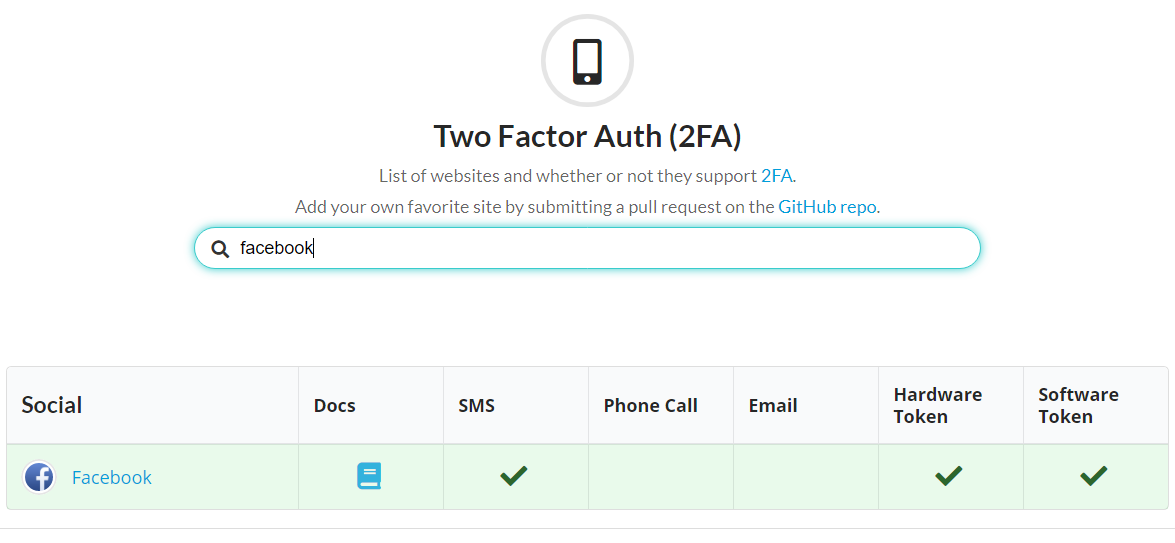 Two Factor Auth (2FA)
List of websites and whether or not they support 2FA.
Add your own favorite site by submitting a pull request on the GitHub repo.
facebook
Social Docs SMS Phone Call Email Hardware Token Software Token
Facebook